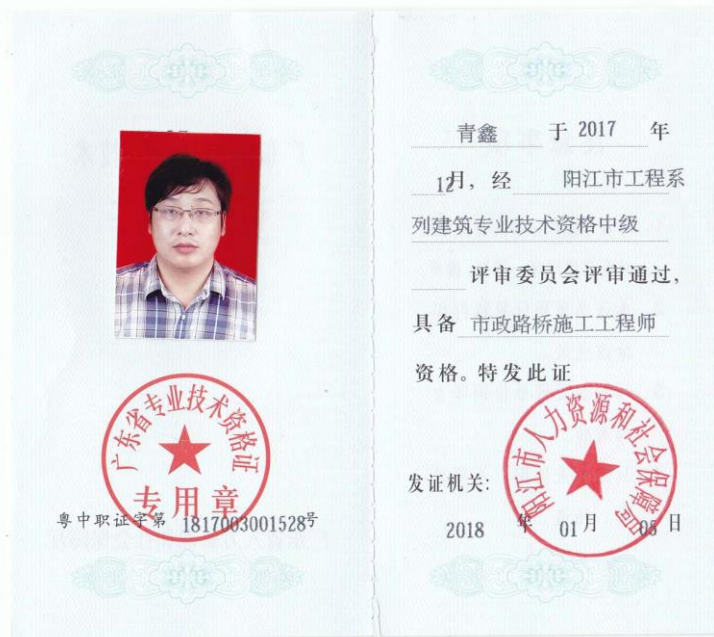 广东省专业技术资格证
专用章
粤中职证字第 1817003001528号
青鑫 于 2017 年
12月，经 阳江市工程系
列建筑专业技术资格中级
评审委员会评审通过，
具备 市政路桥施工工程师
资格。特发此证
阳江市人力资源和社会保障局
发证机关：
2018 年 01 月 05 日